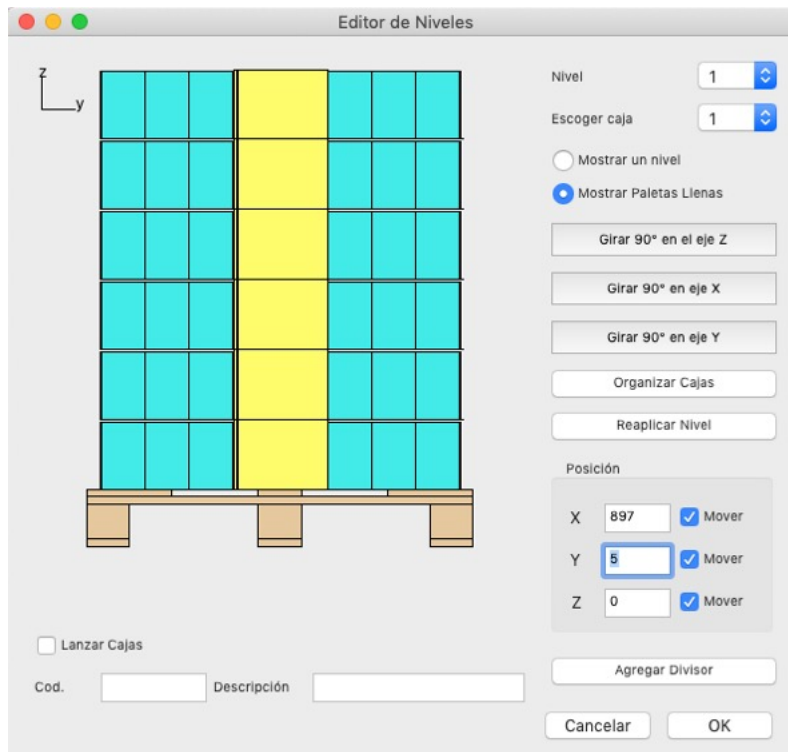 Editor de Niveles
z
y
Nivel 1
Escoger caja 1
Mostrar un nivel
Mostrar Paletas Llenas
Girar 90° en el eje Z
Girar 90° en eje X
Girar 90° en eje Y
Organizar Cajas
Reaplicar Nivel
Posición
X 897 Mover
Y 5 Mover
Z 0 Mover
Lanzar Cajas
Cod. Descripción
Agregar Divisor
Cancelar OK